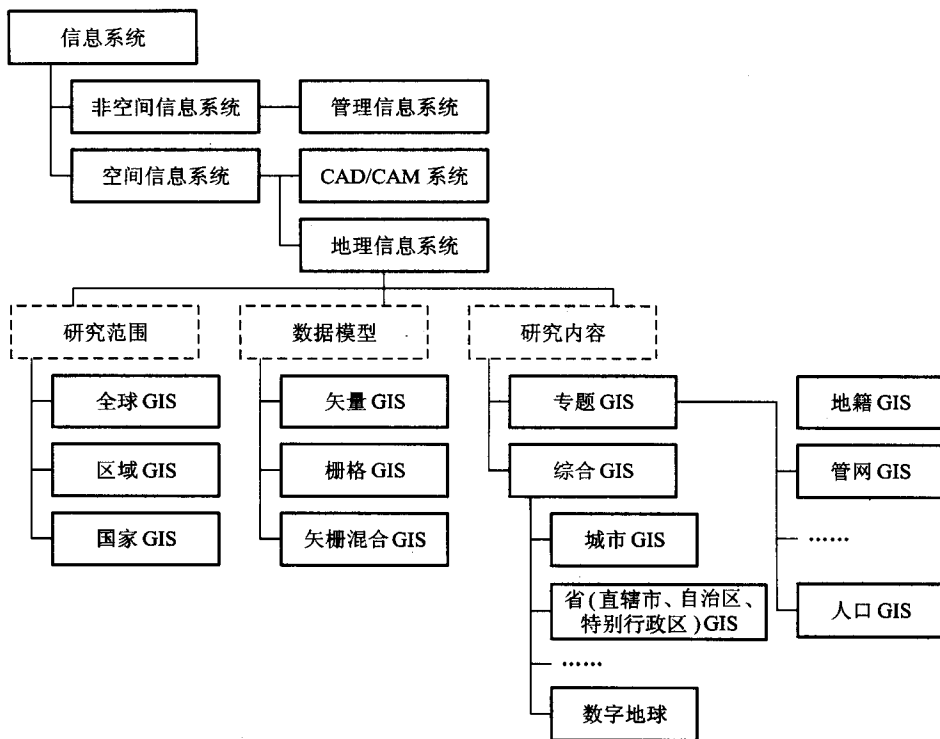 信息系统
非空间信息系统
管理信息系统
空间信息系统
CAD/CAM 系统
地理信息系统
研究范围
数据模型
研究内容
全球 GIS
矢量 GIS
专题 GIS
地籍 GIS
区域 GIS
栅格 GIS
综合 GIS
管网 GIS
国家 GIS
矢栅混合 GIS
城市 GIS
……
省(直辖市、自治区、
特别行政区)GIS
人口 GIS
……
数字地球